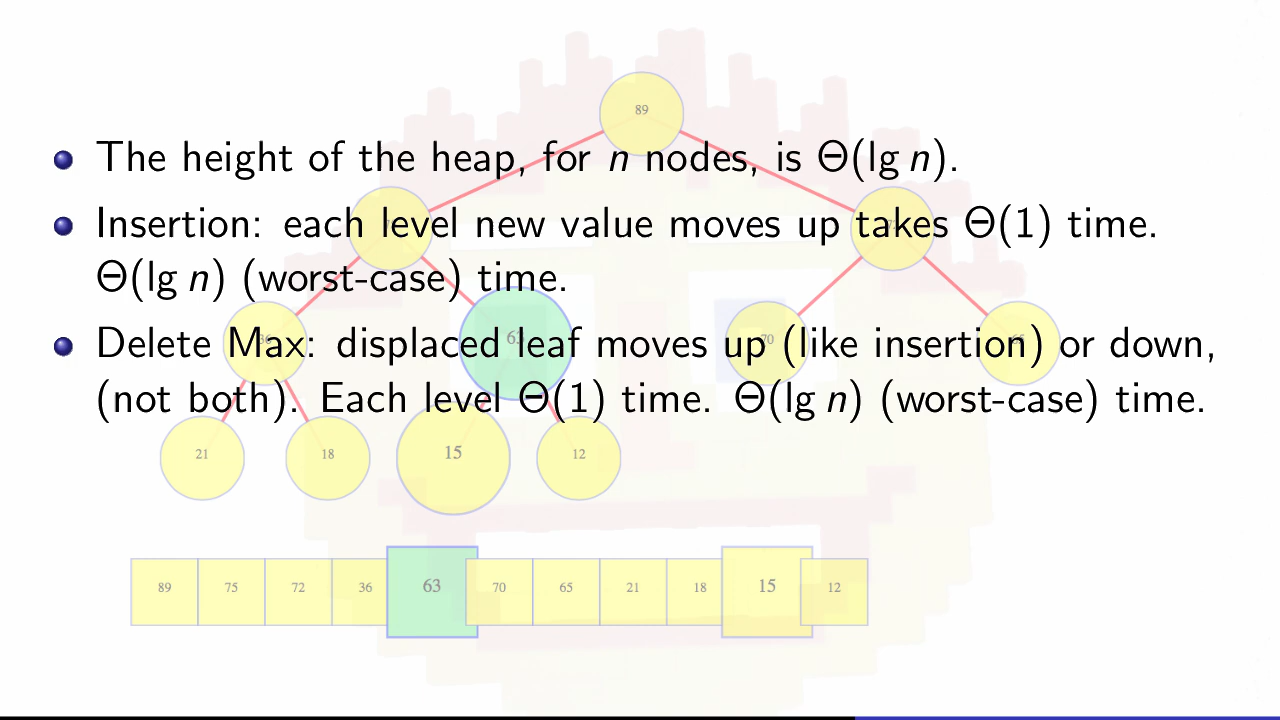 89
The height of the heap, for n nodes, is Θ(lg n).
Insertion: each level new value moves up takes Θ(1) time.
Θ(lg n) (worst-case) time.
Delete Max: displaced leaf moves up (like insertion) or down,
(not both). Each level Θ(1) time. Θ(lg n) (worst-case) time.
21 18 15 12
89 75 72 36 63 70 65 21 18 15 12